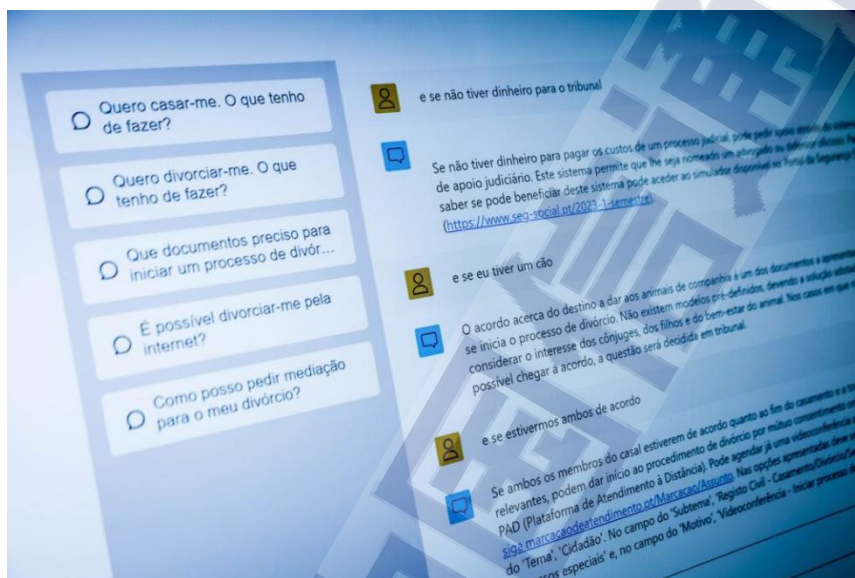 Quero casar-me. O que tenho
de fazer?
Quero divorciar-me. O que
tenho de fazer?
Que documentos preciso para
iniciar um processo de divór...
É possível divorciar-me pela
internet?
Como posso pedir mediação
para o meu divórcio?
e se não tiver dinheiro para o tribunal
Se não tiver dinheiro para pagar os custos de um processo judicial, pode pedir apoio através do sistema
de apoio judiciário. Este sistema permite que lhe seja nomeado um advogado ou defensor oficioso. Para
saber se pode beneficiar deste sistema pode aceder ao simulador disponível no Portal da Segurança
(https://www.seg-social.pt/2023-1-semestre).
e se eu tiver um cão
O acordo acerca do destino a dar aos animais de companhia é um dos documentos a apresentar
se inicia o processo de divórcio. Não existem modelos pré-definidos, devendo a solução
considerar o interesse dos cônjuges, dos filhos e do bem-estar do animal. Nos casos em que
possível chegar a acordo, a questão será decidida em tribunal.
e se estivermos ambos de acordo
Se ambos os membros do casal estiverem de acordo quanto ao fim do casamento e a
relevantes, podem dar início ao procedimento de divórcio por mútuo consentimento
PAD (Plataforma de Atendimento à Distância). Pode agendar já uma videoconferência
siga.marcacaodeatendimento.pt/Marcacao/Assunto. Nas opções apresentadas deve
do 'Tema', 'Cidadão'. No campo do 'Subtema', 'Registo Civil - Casamento/Divórcio/
especiais' e, no campo do 'Motivo', 'Videoconferência - Iniciar processo de